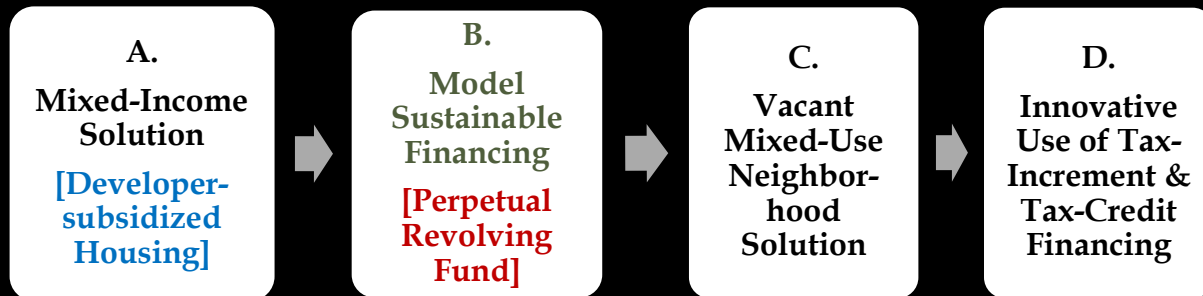 A.
Mixed-Income
Solution
[Developer-
subsidized
Housing]
B.
Model
Sustainable
Financing
[Perpetual
Revolving
Fund]
C.
Vacant
Mixed-Use
Neighbor-
hood
Solution
D.
Innovative
Use of Tax-
Increment &
Tax-Credit
Financing